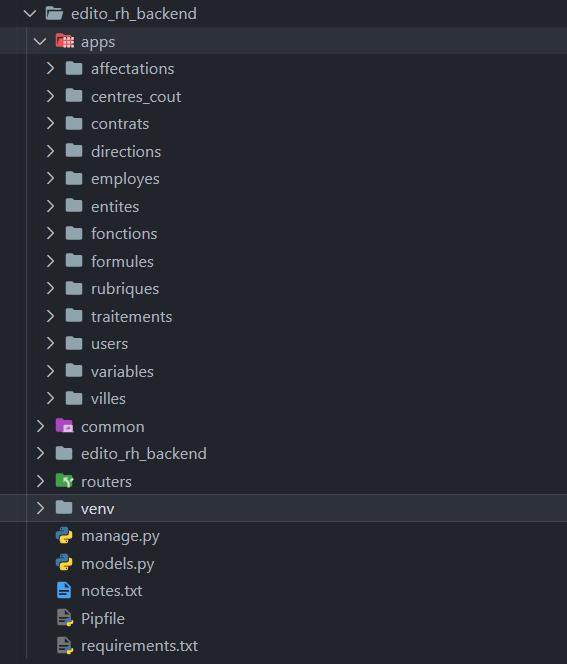 edito_rh_backend
apps
affectations
centres_cout
contrats
directions
employes
entites
fonctions
formules
rubriques
traitements
users
variables
villes
common
edito_rh_backend
routers
venv
manage.py
models.py
notes.txt
Pipfile
requirements.txt